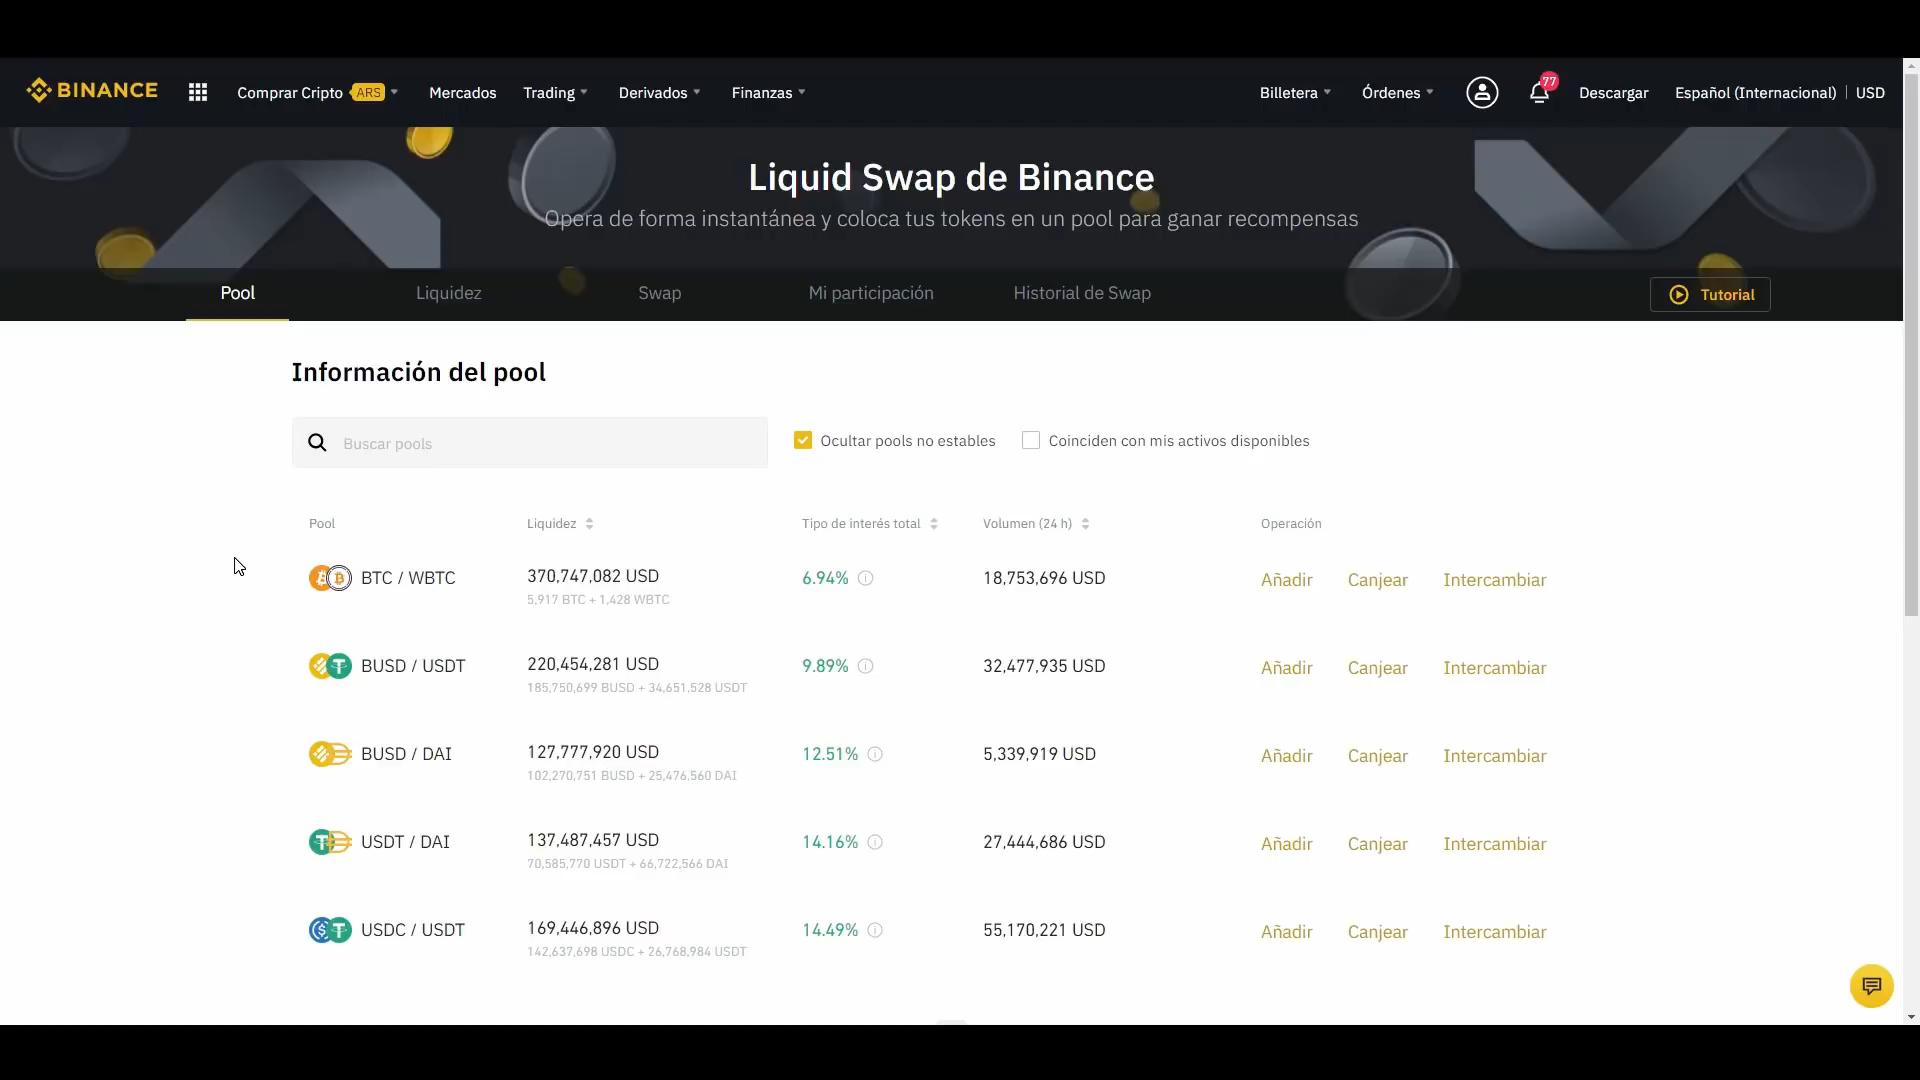 BINANCE Comprar Cripto ARS Mercados Trading Derivados Finanzas Billetera Órdenes 77 Descargar Español (Internacional) USD
Liquid Swap de Binance
Opera de forma instantánea y coloca tus tokens en un pool para ganar recompensas
Pool Liquidez Swap Mi participación Historial de Swap Tutorial
Información del pool
Buscar pools Ocultar pools no estables Coinciden con mis activos disponibles
Pool Liquidez Tipo de interés total Volumen (24 h) Operación
BTC / WBTC 370,747,082 USD 6.94% 18,753,696 USD Añadir Canjear Intercambiar
5,917 BTC + 1,428 WBTC
BUSD / USDT 220,454,281 USD 9.89% 32,477,935 USD Añadir Canjear Intercambiar
185,750,699 BUSD + 34,651,528 USDT
BUSD / DAI 127,777,920 USD 12.51% 5,339,919 USD Añadir Canjear Intercambiar
102,270,751 BUSD + 25,476,560 DAI
USDT / DAI 137,487,457 USD 14.16% 27,444,686 USD Añadir Canjear Intercambiar
70,585,770 USDT + 66,722,566 DAI
USDC / USDT 169,446,896 USD 14.49% 55,170,221 USD Añadir Canjear Intercambiar
142,637,698 USDC + 26,768,984 USDT